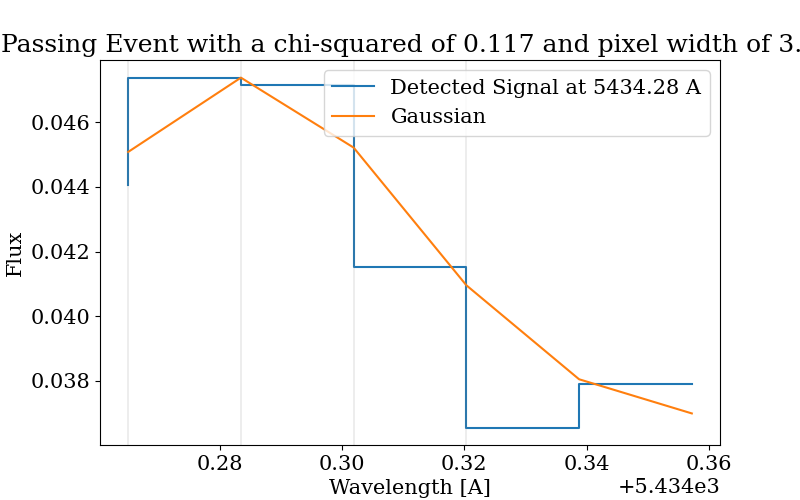 Passing Event with a chi-squared of 0.117 and pixel width of 3.
Detected Signal at 5434.28 A
Gaussian
Flux
0.046
0.044
0.042
0.040
0.038
0.28 0.30 0.32 0.34 0.36
Wavelength [A]
+5.434e3